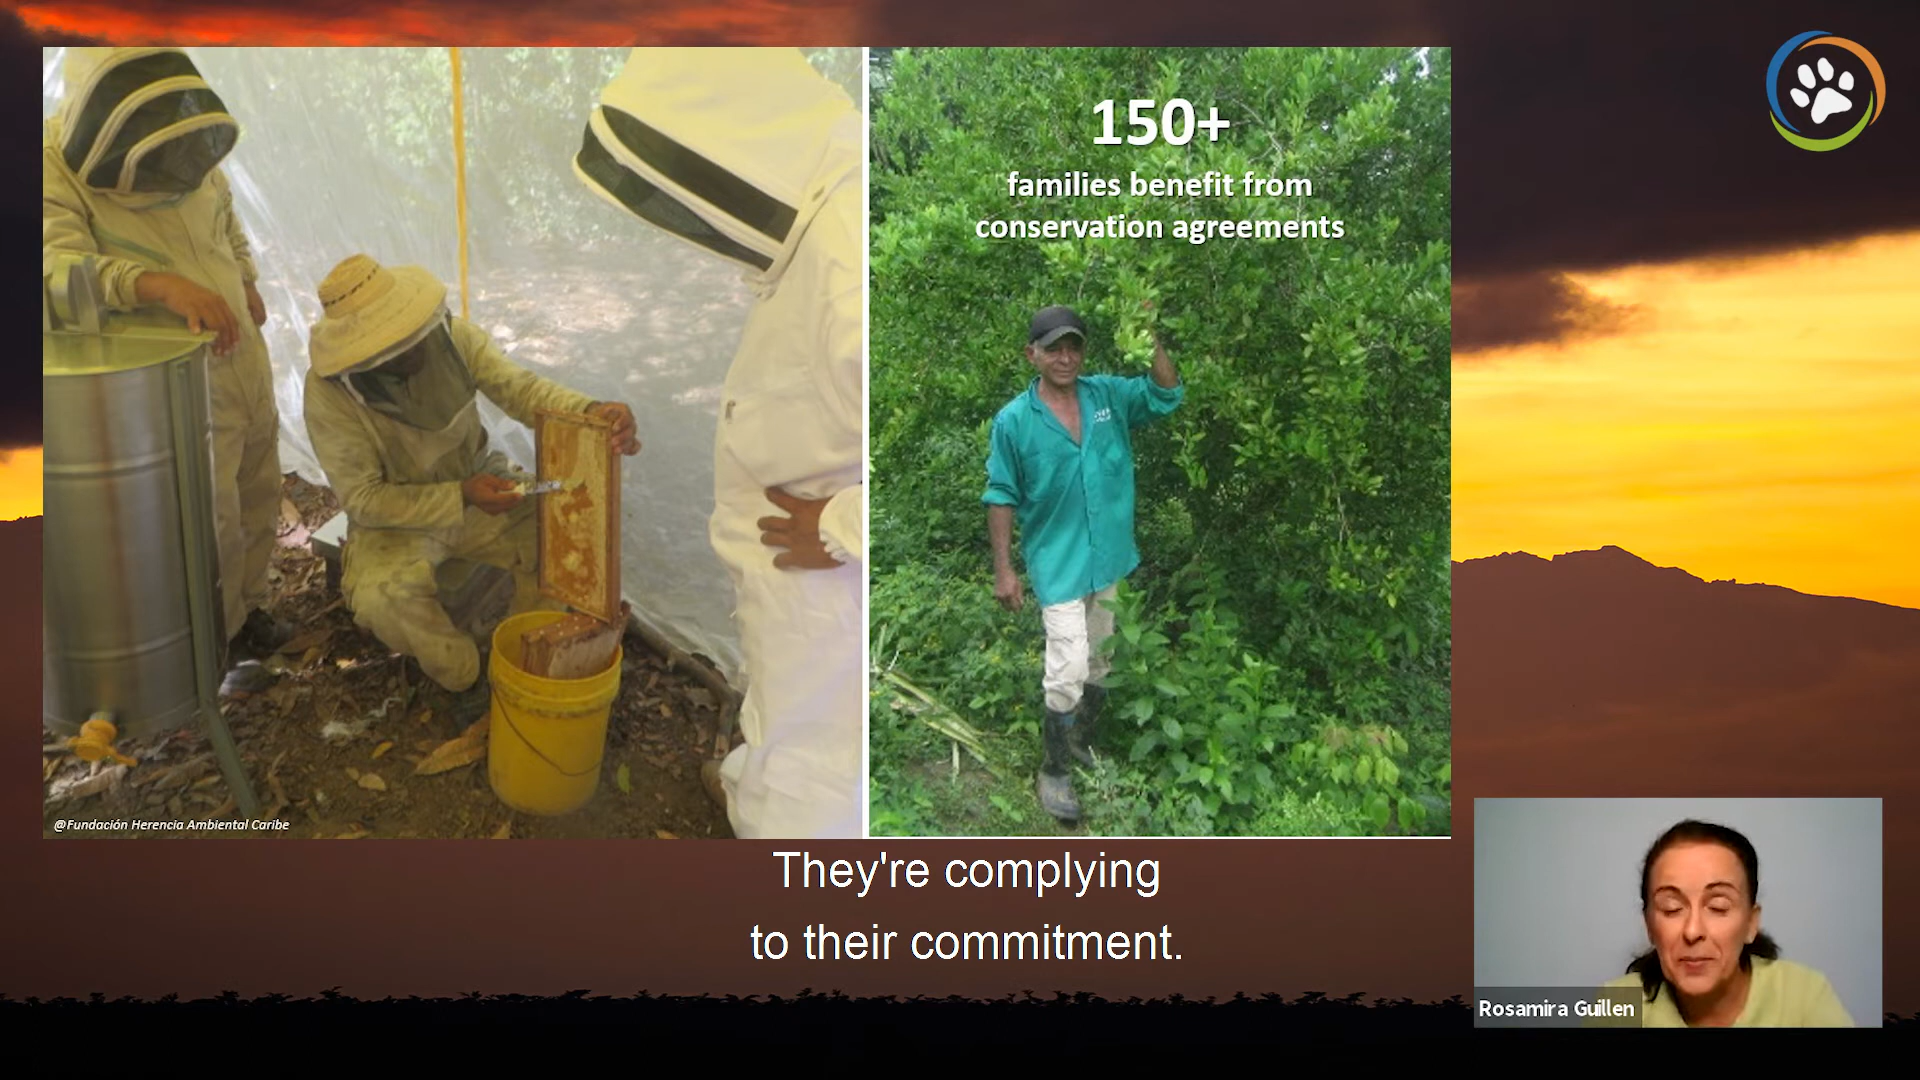 150+
families benefit from
conservation agreements
@Fundación Herencia Ambiental Caribe
They're complying
to their commitment.
Rosamira Guillen